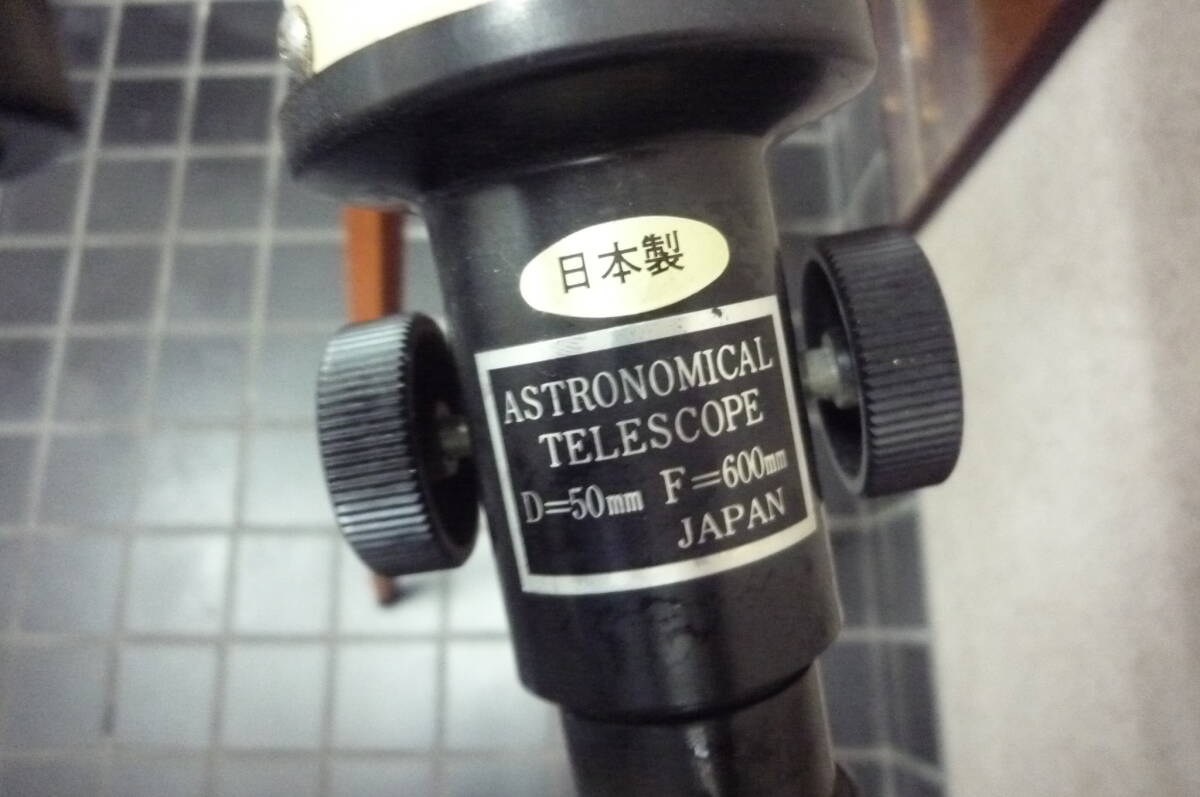 日本製
ASTRONOMICAL
TELESCOPE
D=50mm F=600mm
JAPAN